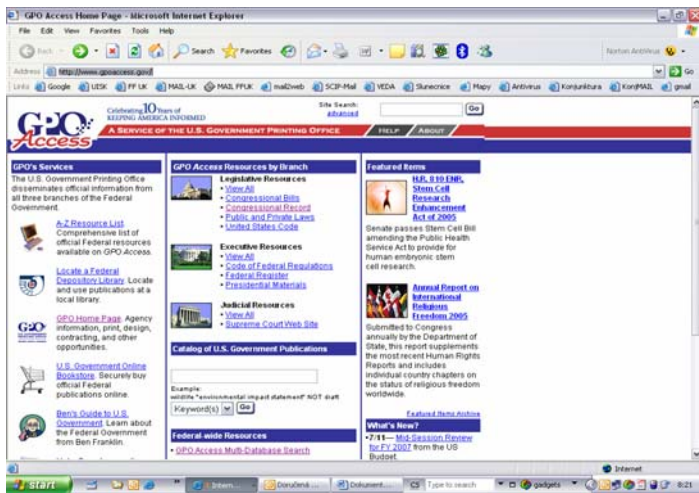 GPO Access Home Page - Microsoft Internet Explorer
File Edit View Favorites Tools Help
Back Search Favorites Norton AntiVirus
Address http://www.gpoaccess.gov/ Go
Links Google UISK FF UK MAIL-UK MAIL FFUK mail2web SCIP-Mail VEDA Slunecnice Mapy Antivirus Konjunktura KonjMAIL gmail
GPO Access
Celebrating 10 Years of
KEEPING AMERICA INFORMED
Site Search:
advanced
Go
A SERVICE OF THE U.S. GOVERNMENT PRINTING OFFICE
HELP ABOUT
GPO's Services
The U.S. Government Printing Office
disseminates official information from
all three branches of the Federal
Government.
A-Z Resource List.
Comprehensive list of
official Federal resources
available on GPO Access.
Locate a Federal
Depository Library. Locate
and use publications at a
local library.
GPO Home Page. Agency
information, print, design,
contracting, and other
opportunities.
U.S. Government Online
Bookstore. Securely buy
official Federal
publications online.
Ben's Guide to U.S.
Government. Learn about
the Federal Government
from Ben Franklin.
GPO Access Resources by Branch
Legislative Resources
• View All
• Congressional Bills
• Congressional Record
• Public and Private Laws
• United States Code
Executive Resources
• View All
• Code of Federal Regulations
• Federal Register
• Presidential Materials
Judicial Resources
• View All
• Supreme Court Web Site
Catalog of U.S. Government Publications
Example:
wildlife "environmental impact statement" NOT draft
Keyword(s) Go
Federal-wide Resources
• GPO Access Multi-Database Search
Featured Items
H.R. 810 ENR,
Stem Cell
Research
Enhancement
Act of 2005
Senate passes Stem Cell Bill
amending the Public Health
Service Act to provide for
human embryonic stem
cell research.
Annual Report on
International
Religious
Freedom 2005
Submitted to Congress
annually by the Department of
State, this report supplements
the most recent Human Rights
Reports and includes
individual country chapters on
the status of religious freedom
worldwide.
Featured Items Archive
What's New?
•7/11— Mid-Session Review
for FY 2007 from the US
Budget.
Internet
start Intern... Doručená ... Dokument... CS Type to search gadgets 8:21